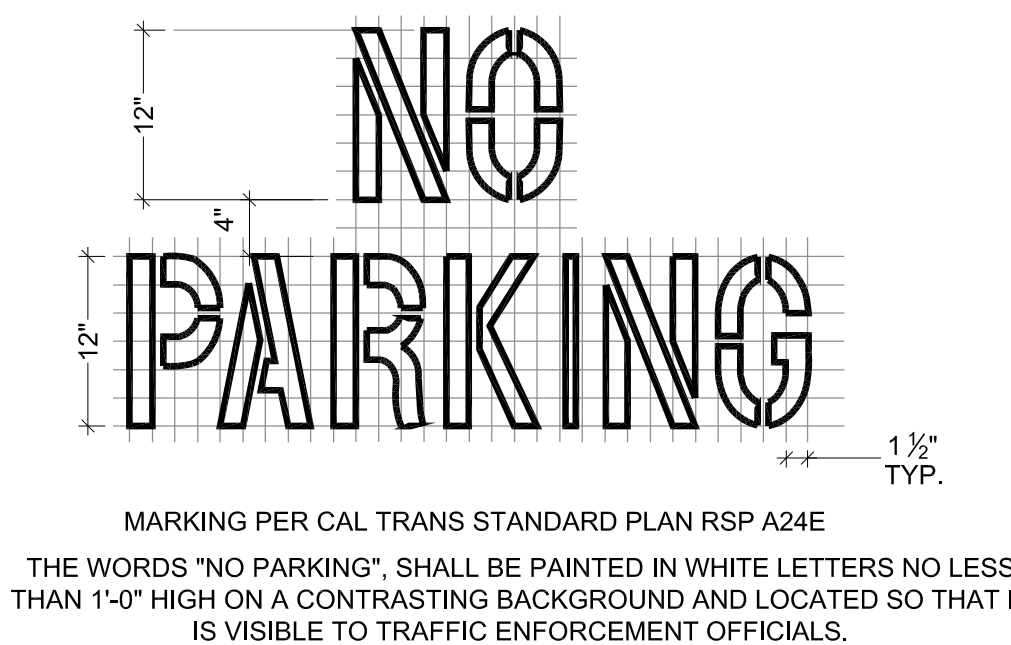 NO
12"
4"
PARKING
12"
1 ½"
TYP.
MARKING PER CAL TRANS STANDARD PLAN RSP A24E
THE WORDS "NO PARKING", SHALL BE PAINTED IN WHITE LETTERS NO LESS
THAN 1'-0" HIGH ON A CONTRASTING BACKGROUND AND LOCATED SO THAT
IS VISIBLE TO TRAFFIC ENFORCEMENT OFFICIALS.